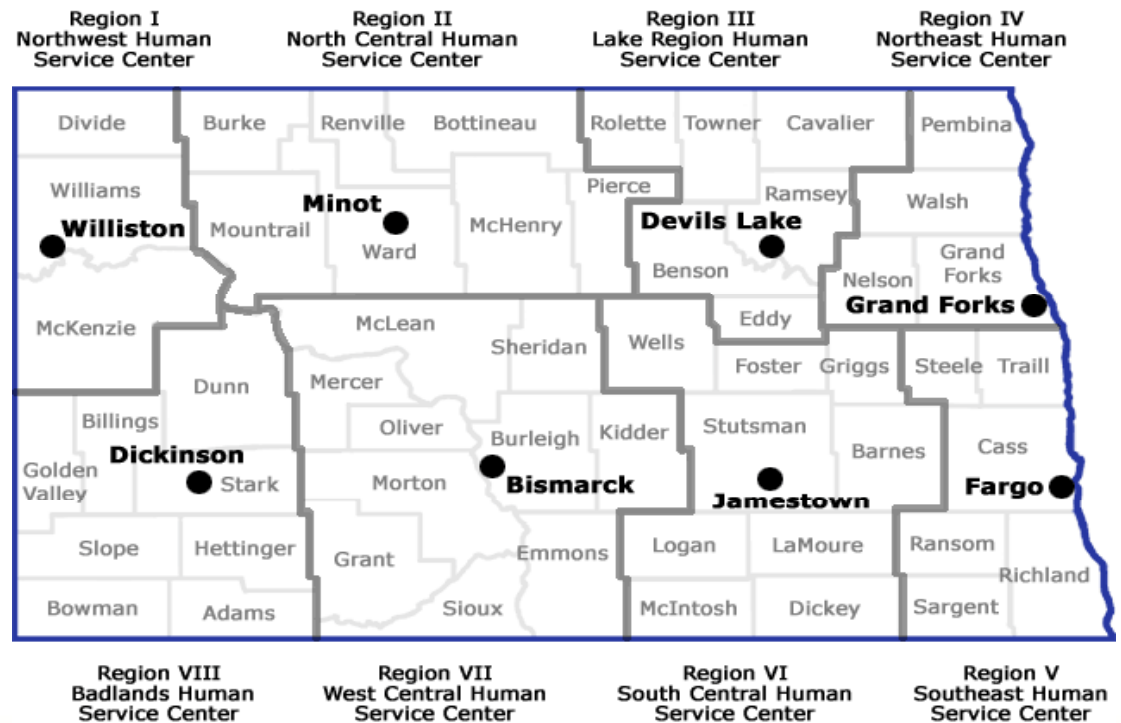 Region I
Northwest Human
Service Center
Region II
North Central Human
Service Center
Region III
Lake Region Human
Service Center
Region IV
Northeast Human
Service Center
Divide
Burke
Renville
Bottineau
Rolette
Towner
Cavalier
Pembina
Williams
Pierce
Ramsey
Walsh
Minot
Devils Lake
Williston
Mountrail
McHenry
Ward
Benson
Grand
Forks
Nelson
Grand Forks
McKenzie
McLean
Eddy
Sheridan
Wells
Foster
Griggs
Steele
Traill
Dunn
Mercer
Billings
Oliver
Burleigh
Kidder
Stutsman
Barnes
Cass
Dickinson
Golden
Valley
Stark
Morton
Bismarck
Jamestown
Fargo
Slope
Hettinger
Grant
Emmons
Logan
LaMoure
Ransom
Richland
Bowman
Adams
Sioux
McIntosh
Dickey
Sargent
Region VIII
Badlands Human
Service Center
Region VII
West Central Human
Service Center
Region VI
South Central Human
Service Center
Region V
Southeast Human
Service Center